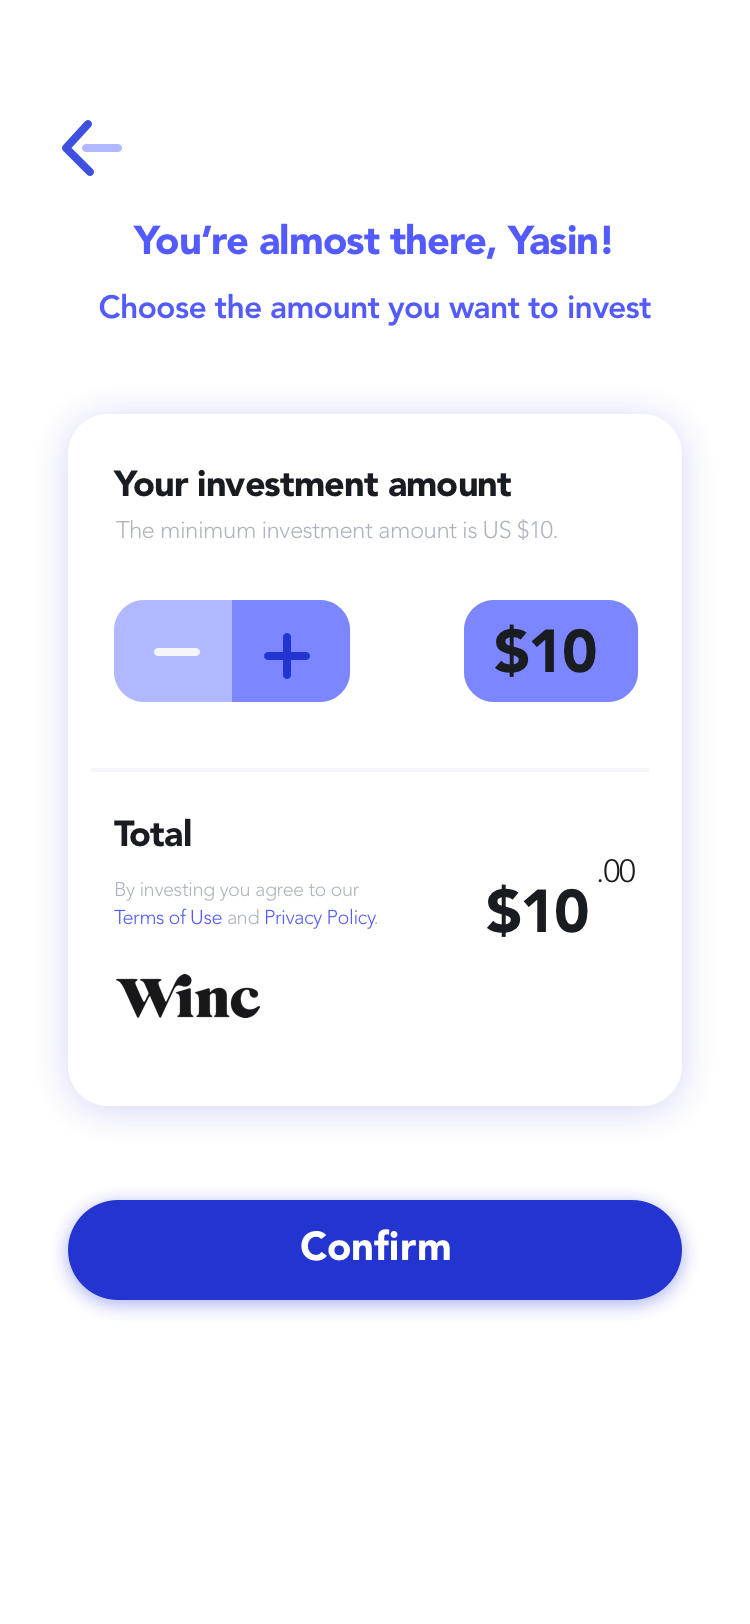 You’re almost there, Yasin!
Choose the amount you want to invest
Your investment amount
The minimum investment amount is US $10.
$10
Total
By investing you agree to our
Terms of Use and Privacy Policy.
$10.00
Winc
Confirm